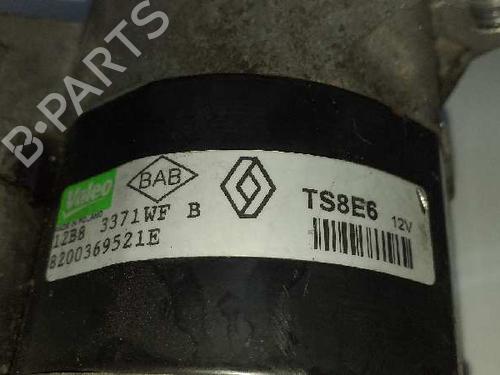 B-PARTS
Valeo
BAB
TS8E6
12V
12B8 3371WF B
8200369521E